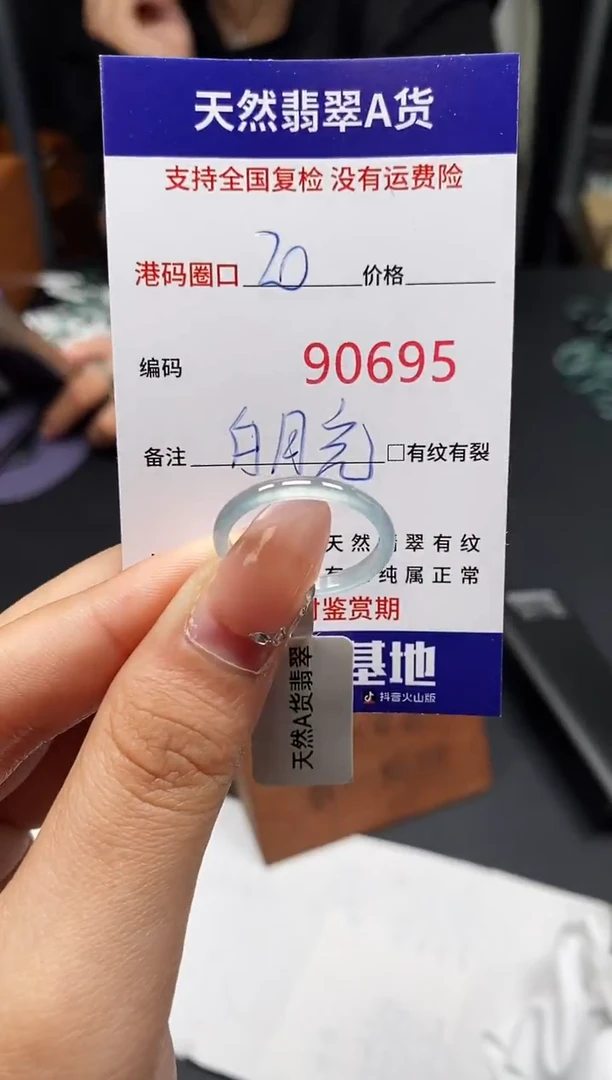 天然翡翠A货
支持全国复检 没有运费险
港码圈口 20 价格
编码 90695
备注 白月光 □有纹有裂
天然 翡翠有纹
纯属正常
时鉴赏期
基地
抖音火山版
天然A货翡翠